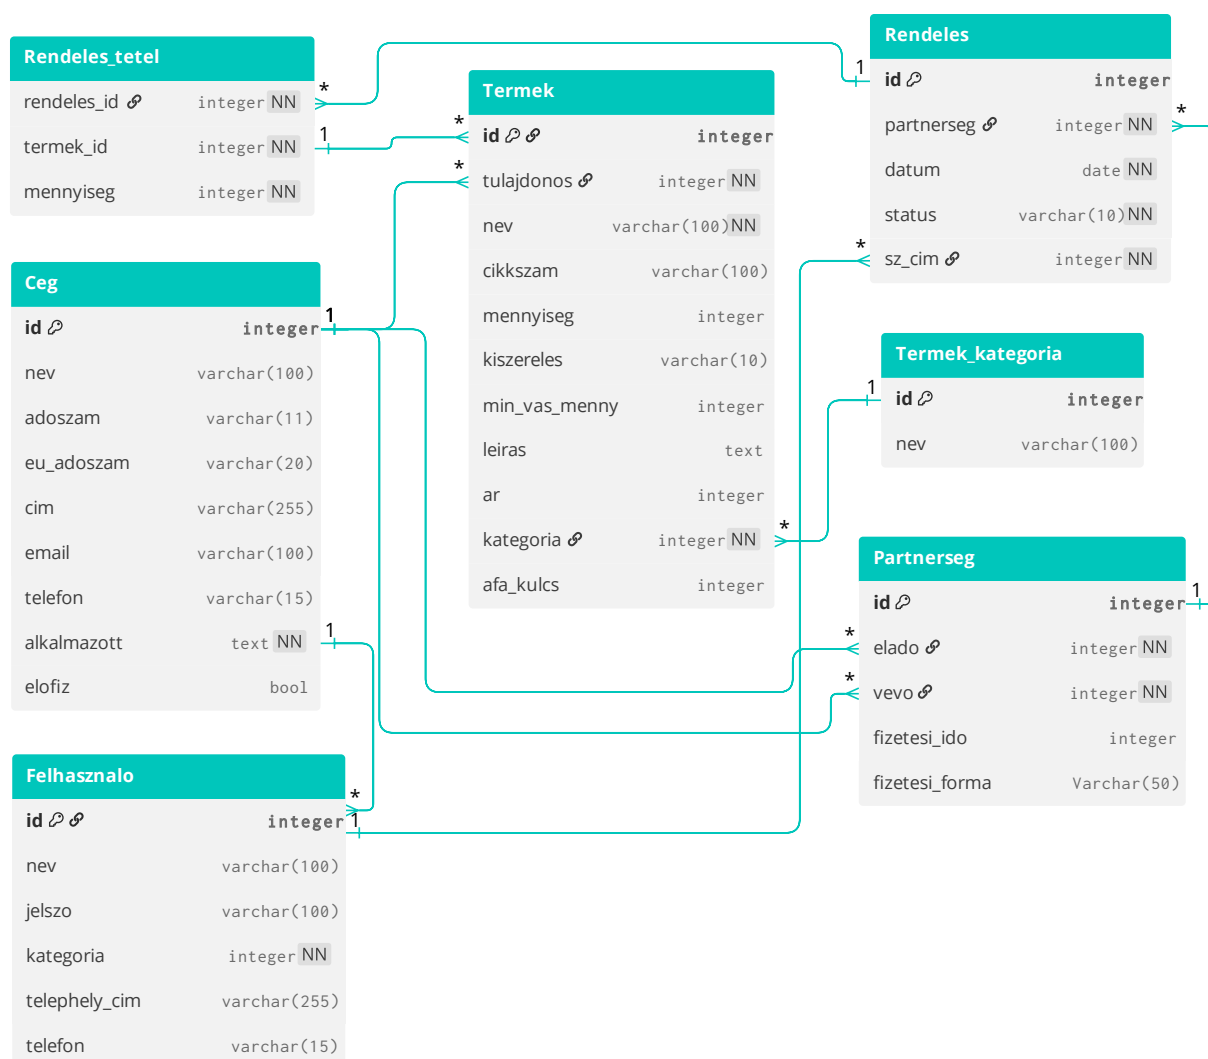 Rendeles_tetel
rendeles_id integer NN
termek_id integer NN
mennyiseg integer NN
* 1
1 *
Termek
id integer
tulajdonos integer NN
nev varchar(100) NN
cikkszam varchar(100)
mennyiseg integer
kiszereles varchar(10)
min_vas_menny integer
leiras text
ar integer
kategoria integer NN
afa_kulcs integer
*
*
Rendeles
id integer
partnerseg integer NN
datum date NN
status varchar(10) NN
sz_cim integer NN
*
*
Ceg
id integer
nev varchar(100)
adoszam varchar(11)
eu_adoszam varchar(20)
cim varchar(255)
email varchar(100)
telefon varchar(15)
alkalmazott text NN
elofiz bool
1
1
Termek_kategoria
id integer
nev varchar(100)
1
Partnerseg
id integer
elado integer NN
vevo integer NN
fizetesi_ido integer
fizetesi_forma Varchar(50)
1
*
*
Felhasznalo
id integer
nev varchar(100)
jelszo varchar(100)
kategoria integer NN
telephely_cim varchar(255)
telefon varchar(15)
*
1